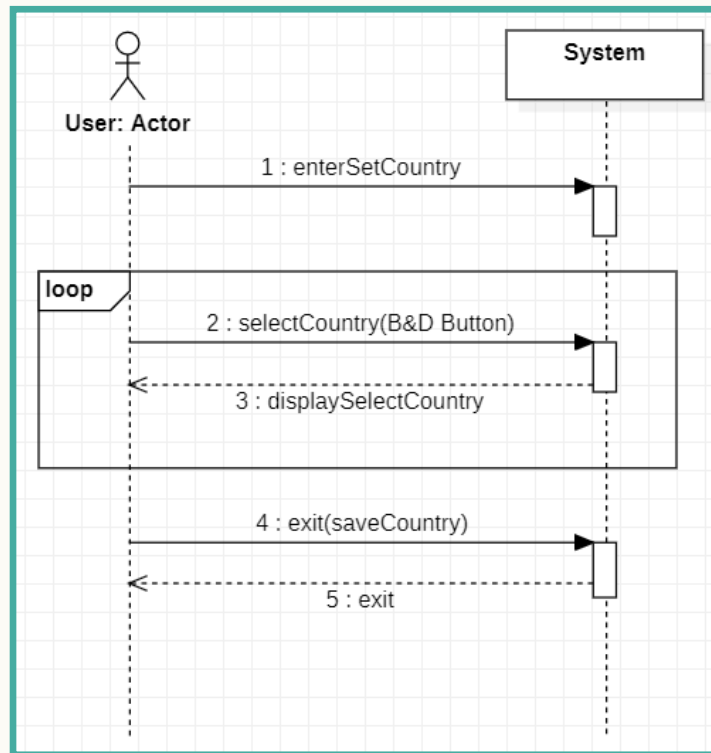 System
User: Actor
1 : enterSetCountry
loop
2 : selectCountry(B&D Button)
3 : displaySelectCountry
4 : exit(saveCountry)
5 : exit